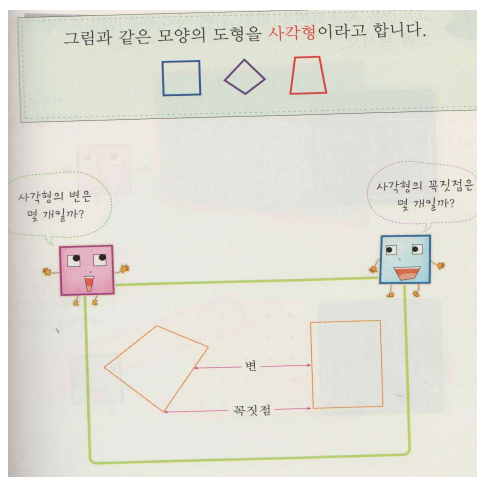 그림과 같은 모양의 도형을 사각형이라고 합니다.
사각형의 변은
몇 개일까?
사각형의 꼭짓점은
몇 개일까?
변
꼭짓점